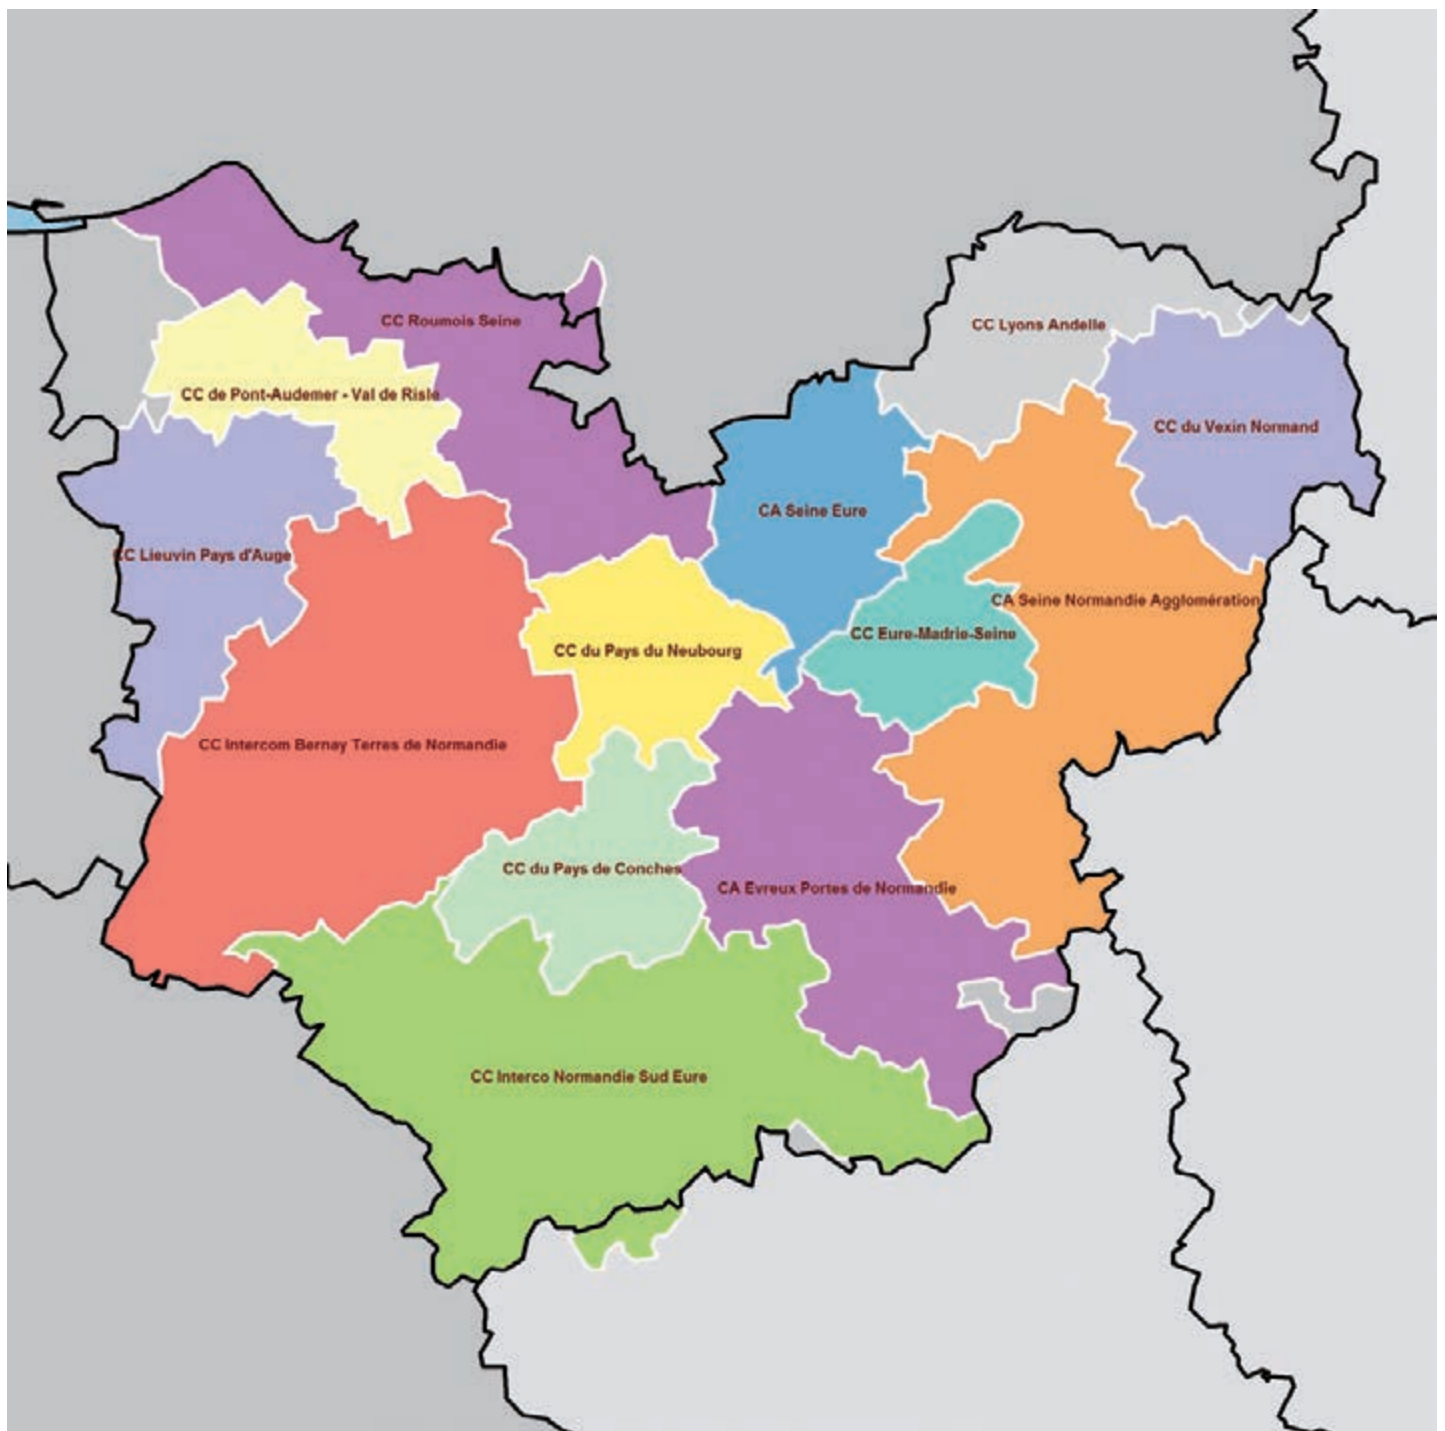 CC Roumois Seine
CC Lyons Andelle
CC de Pont-Audemer - Val de Risle
CC du Vexin Normand
CA Seine Eure
CC Lieuvin Pays d'Auge
CA Seine Normandie Agglomération
CC Eure-Madrie-Seine
CC du Pays du Neubourg
CC Intercom Bernay Terres de Normandie
CC du Pays de Conches
CA Evreux Portes de Normandie
CC Interco Normandie Sud Eure